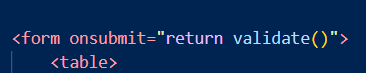 <form onsubmit="return validate()">
<table>